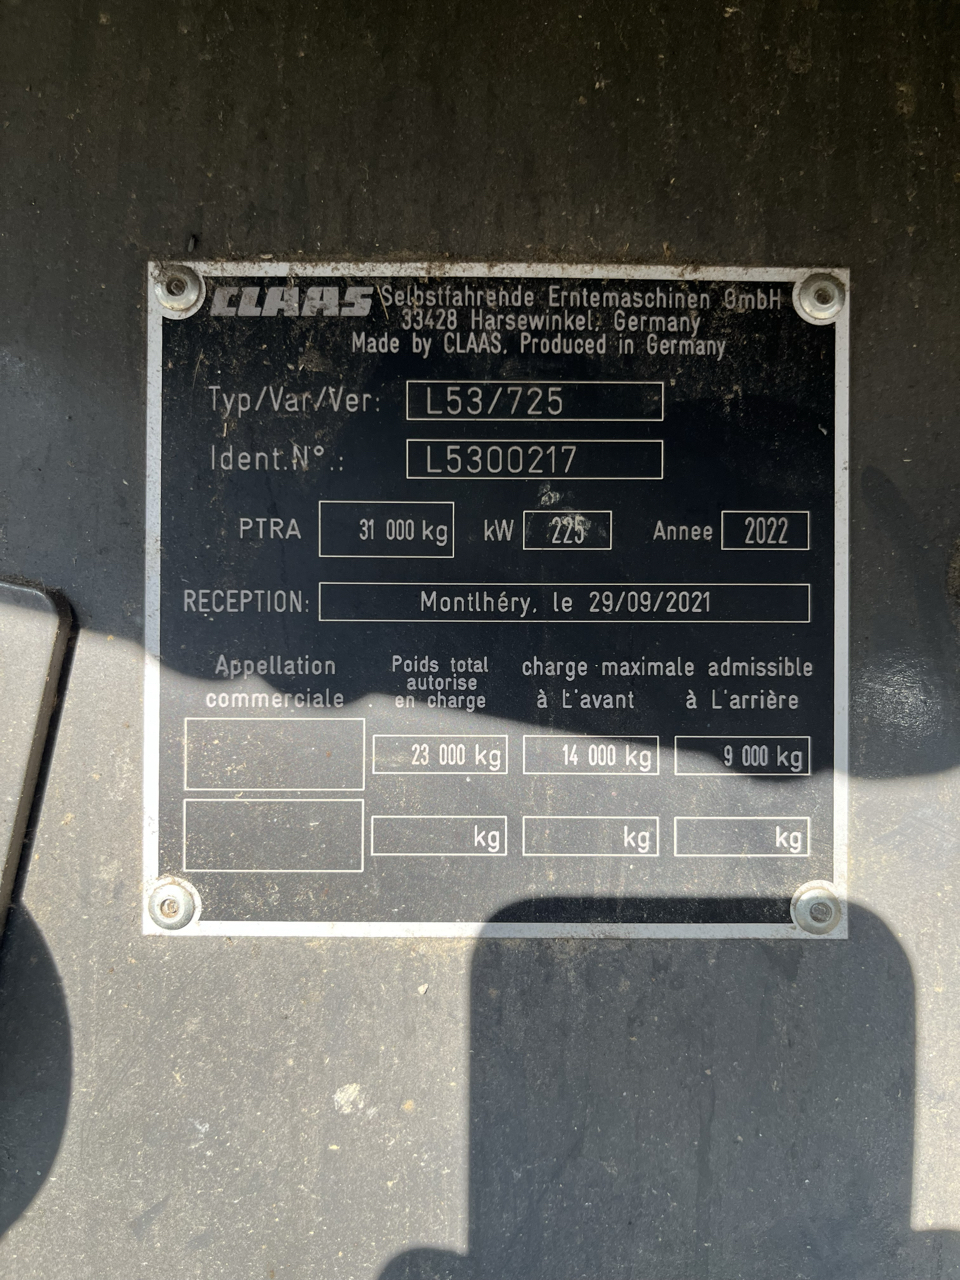 CLAAS Selbstfahrende Erntemaschinen GmbH
33428 Harsewinkel, Germany
Made by CLAAS, Produced in Germany
Typ/Var/Ver: L53/725
Ident.N°.: L5300217
PTRA 31 000 kg kW 225 Annee 2022
RECEPTION: Montlhéry, le 29/09/2021
Appellation commerciale
Poids total autorise en charge
charge maximale admissible
à L'avant à L'arrière
23 000 kg 14 000 kg 9 000 kg
kg kg kg